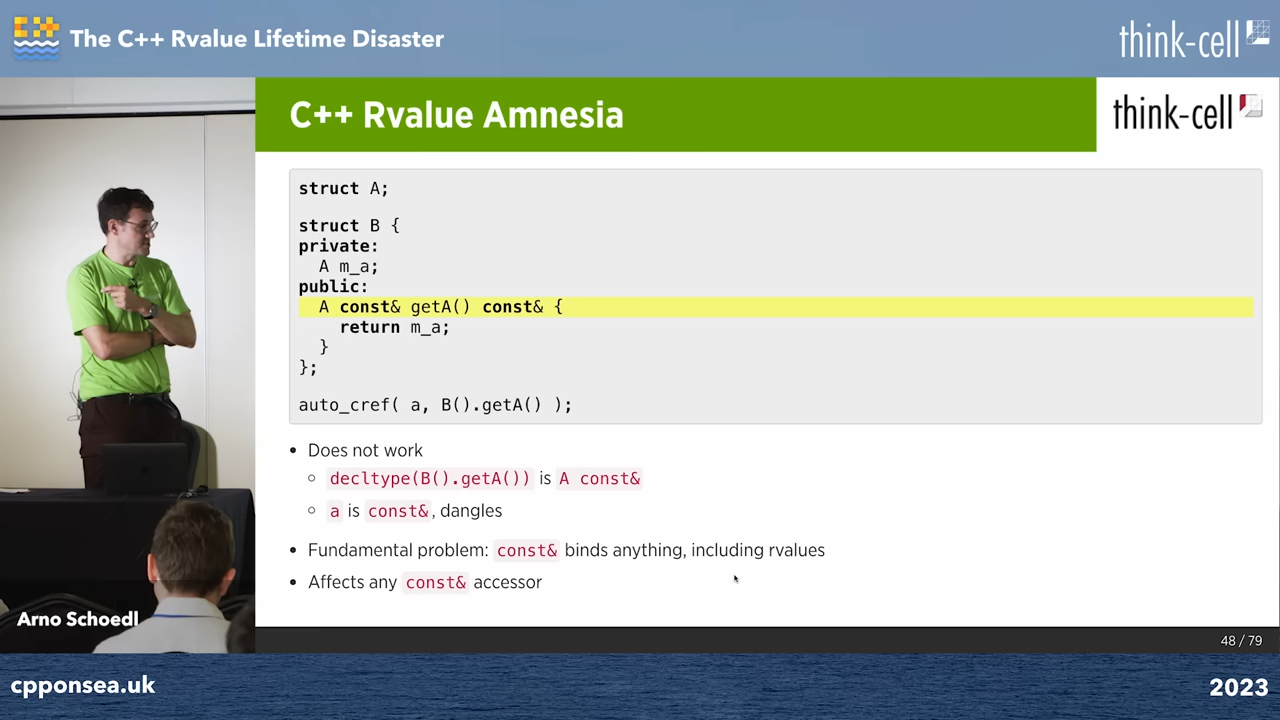 The C++ Rvalue Lifetime Disaster
think-cell
C++ Rvalue Amnesia
think-cell
struct A;
struct B {
private:
  A m_a;
public:
  A const& getA() const& {
    return m_a;
  }
};
auto_cref( a, B().getA() );
• Does not work
○ decltype(B().getA()) is A const&
○ a is const&, dangles
• Fundamental problem: const& binds anything, including rvalues
• Affects any const& accessor
Arno Schoedl
48 / 79
cpponsea.uk
2023